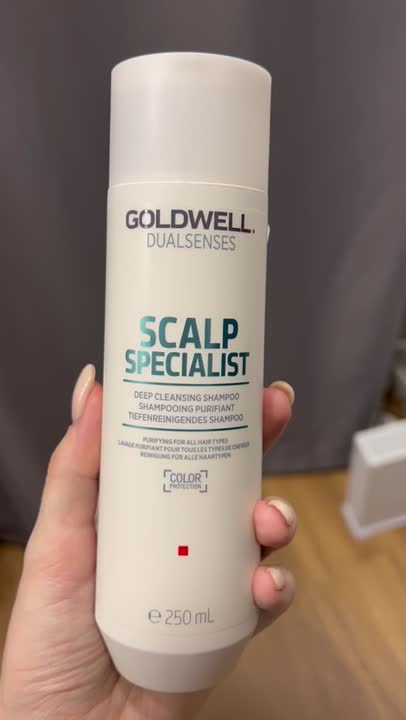 GOLDWELL.
DUALSENSES
SCALP
SPECIALIST
DEEP CLEANSING SHAMPOO
SHAMPOOING PURIFIANT
TIEFENREINIGENDES SHAMPOO
PURIFYING FOR ALL HAIR TYPES
LAVAGE PURIFIANT POUR TOUS LES TYPES DE CHEVEUX
REINIGUNG FÜR ALLE HAARTYPEN
COLOR
PROTECTION
e 250 mL